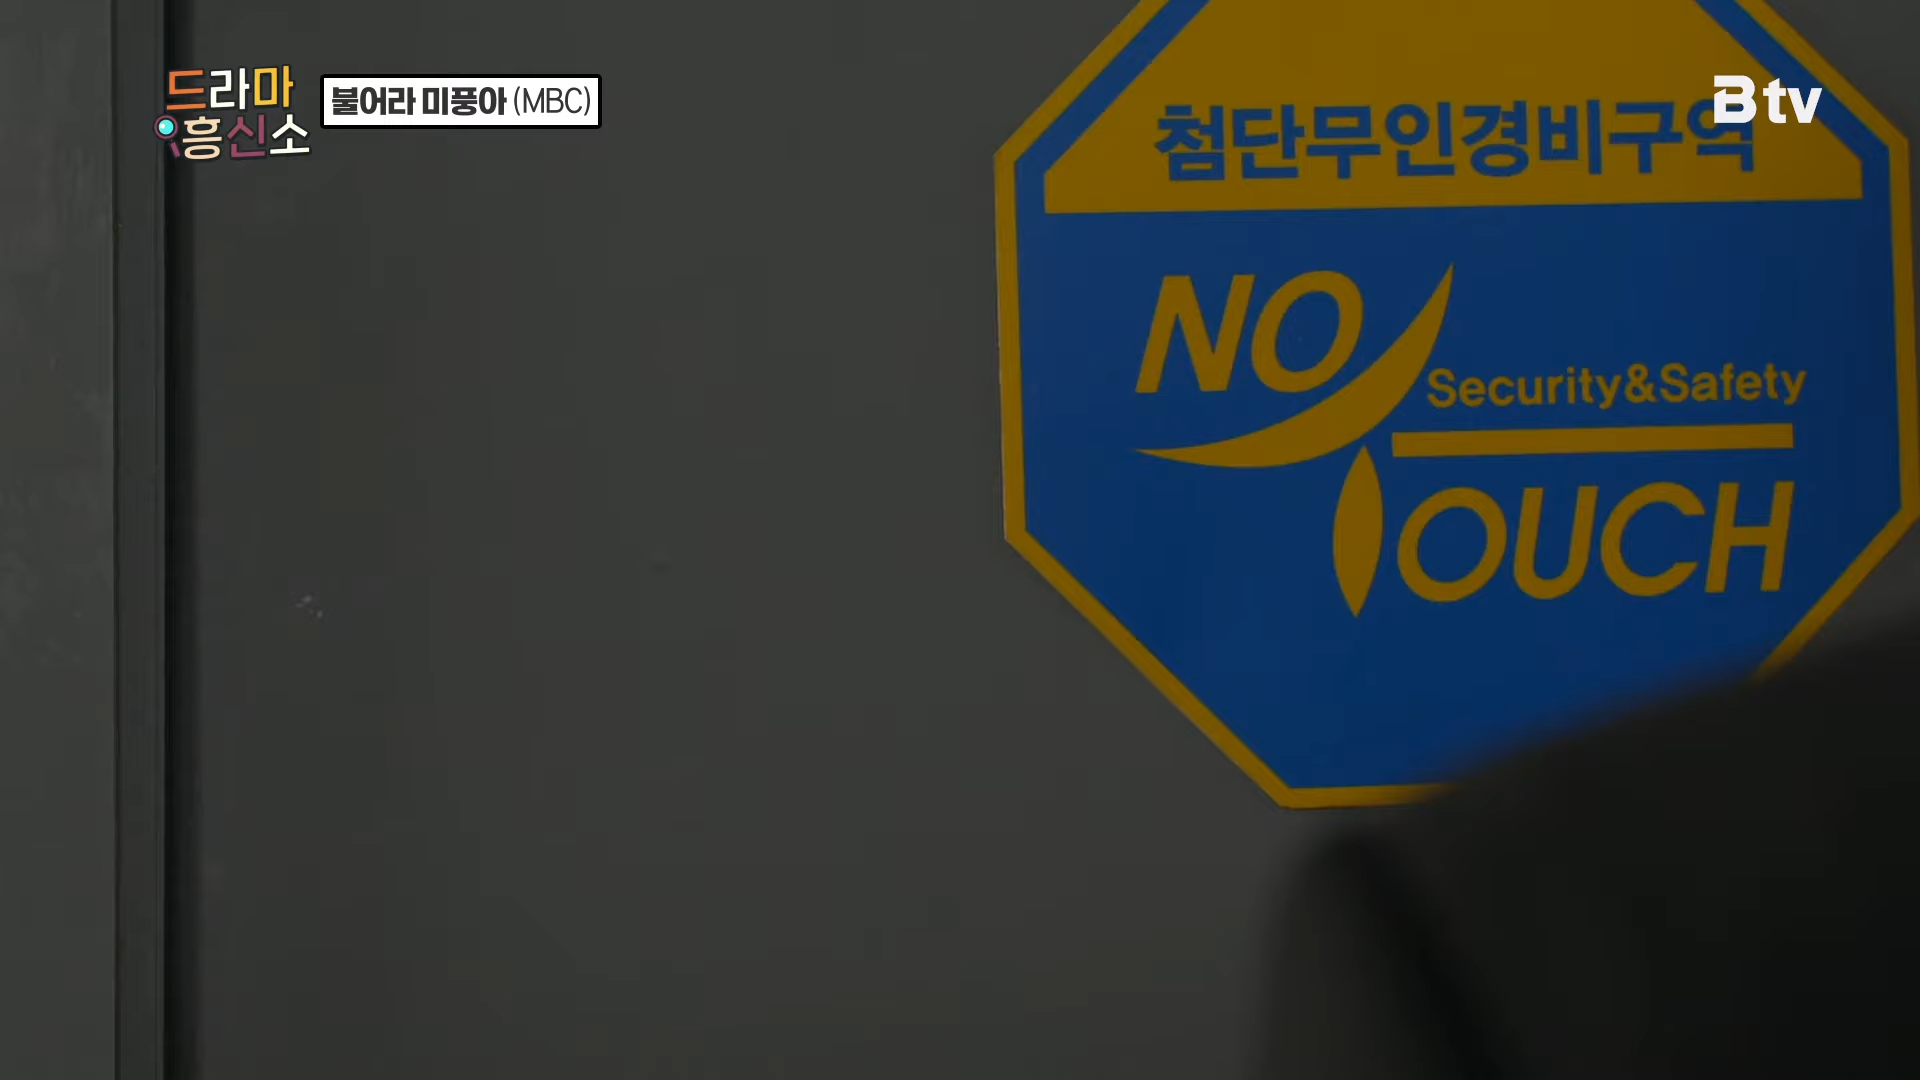 드라마
흥신소
불어라 미풍아 (MBC)
B tv
첨단무인경비구역
NO
Security&Safety
TOUCH